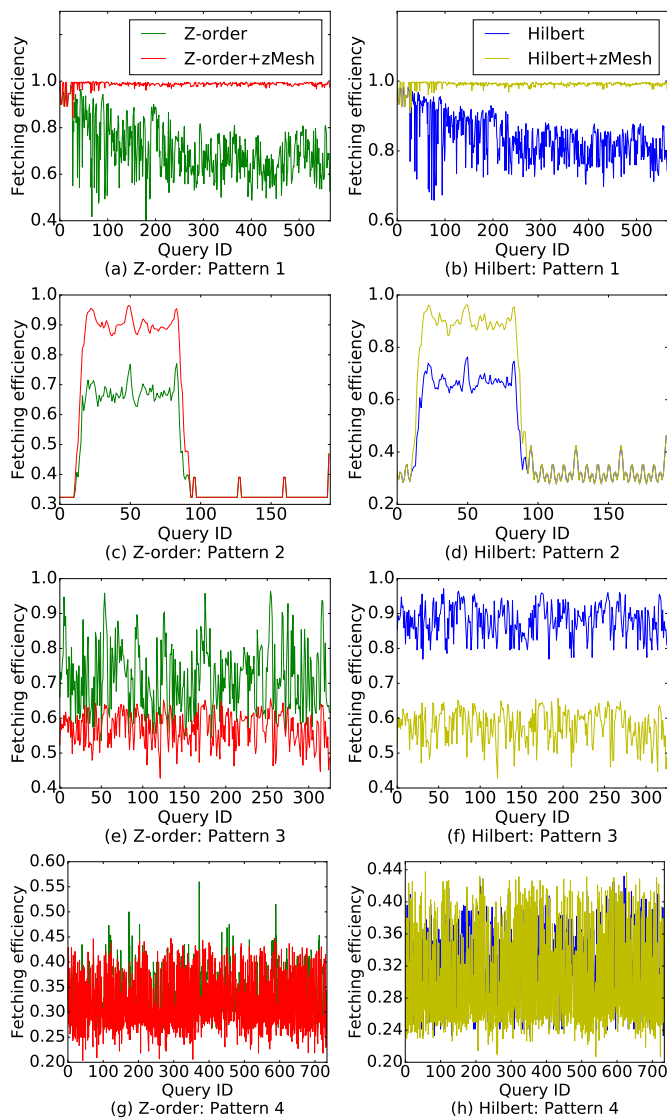 Z-order
Z-order+zMesh
Fetching efficiency
1.0
0.8
0.6
0.4
0 100 200 300 400 500
Query ID
(a) Z-order: Pattern 1
Hilbert
Hilbert+zMesh
Fetching efficiency
1.0
0.8
0.6
0 100 200 300 400 500
Query ID
(b) Hilbert: Pattern 1
Fetching efficiency
1.0
0.9
0.8
0.7
0.6
0.5
0.4
0.3
0 50 100 150
Query ID
(c) Z-order: Pattern 2
Fetching efficiency
1.0
0.8
0.6
0.4
0.2
0 50 100 150
Query ID
(d) Hilbert: Pattern 2
Fetching efficiency
1.0
0.9
0.8
0.7
0.6
0.5
0.4
0 50 100 150 200 250 300
Query ID
(e) Z-order: Pattern 3
Fetching efficiency
1.0
0.9
0.8
0.7
0.6
0.5
0.4
0 50 100 150 200 250 300
Query ID
(f) Hilbert: Pattern 3
Fetching efficiency
0.60
0.55
0.50
0.45
0.40
0.35
0.30
0.25
0.20
0 100 200 300 400 500 600 700
Query ID
(g) Z-order: Pattern 4
Fetching efficiency
0.44
0.40
0.36
0.32
0.28
0.24
0.20
0 100 200 300 400 500 600 700
Query ID
(h) Hilbert: Pattern 4